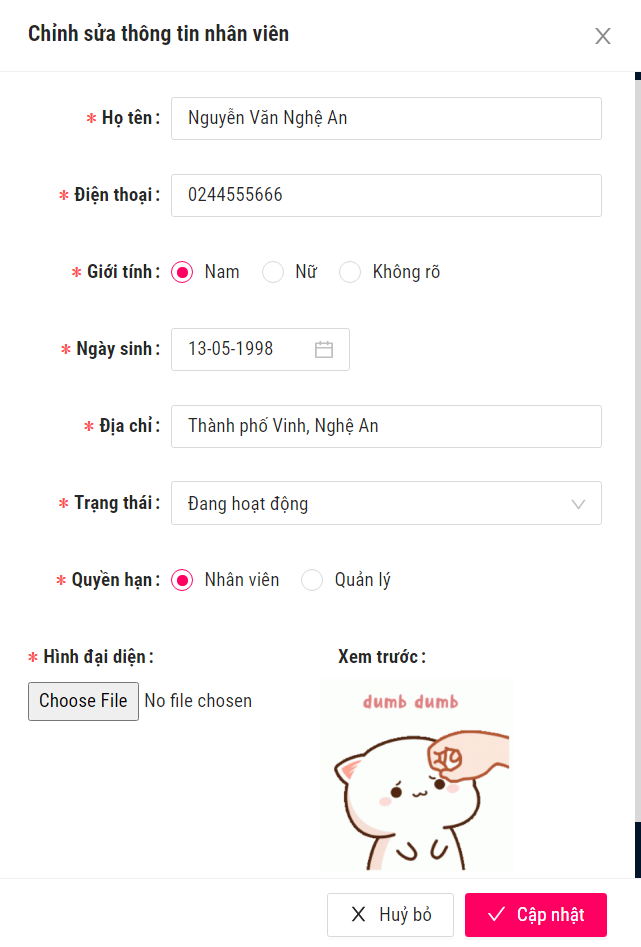 Chỉnh sửa thông tin nhân viên
* Họ tên: Nguyễn Văn Nghệ An
* Điện thoại: 0244555666
* Giới tính: Nam Nữ Không rõ
* Ngày sinh: 13-05-1998
* Địa chỉ: Thành phố Vinh, Nghệ An
* Trạng thái: Đang hoạt động
* Quyền hạn: Nhân viên Quản lý
* Hình đại diện: Xem trước:
Choose File No file chosen
dumb dumb
Huỷ bỏ Cập nhật